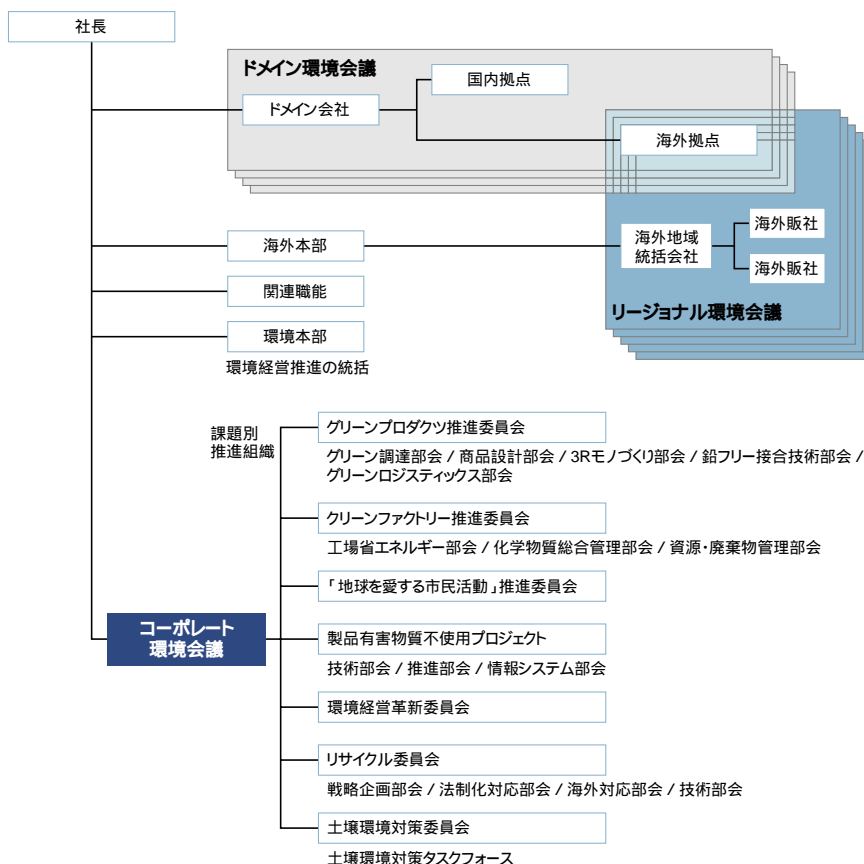 社長
ドメイン環境会議
国内拠点
ドメイン会社
海外拠点
海外本部
海外地域
統括会社
海外販社
海外販社
関連職能
リージョナル環境会議
環境本部
環境経営推進の統括
課題別
推進組織
グリーンプロダクツ推進委員会
グリーン調達部会 / 商品設計部会 / 3Rモノづくり部会 / 鉛フリー接合技術部会 /
グリーンロジスティックス部会
クリーンファクトリー推進委員会
工場省エネルギー部会 / 化学物質総合管理部会 / 資源・廃棄物管理部会
「地球を愛する市民活動」推進委員会
コーポレート
環境会議
製品有害物質不使用プロジェクト
技術部会 / 推進部会 / 情報システム部会
環境経営革新委員会
リサイクル委員会
戦略企画部会 / 法制化対応部会 / 海外対応部会 / 技術部会
土壌環境対策委員会
土壌環境対策タスクフォース